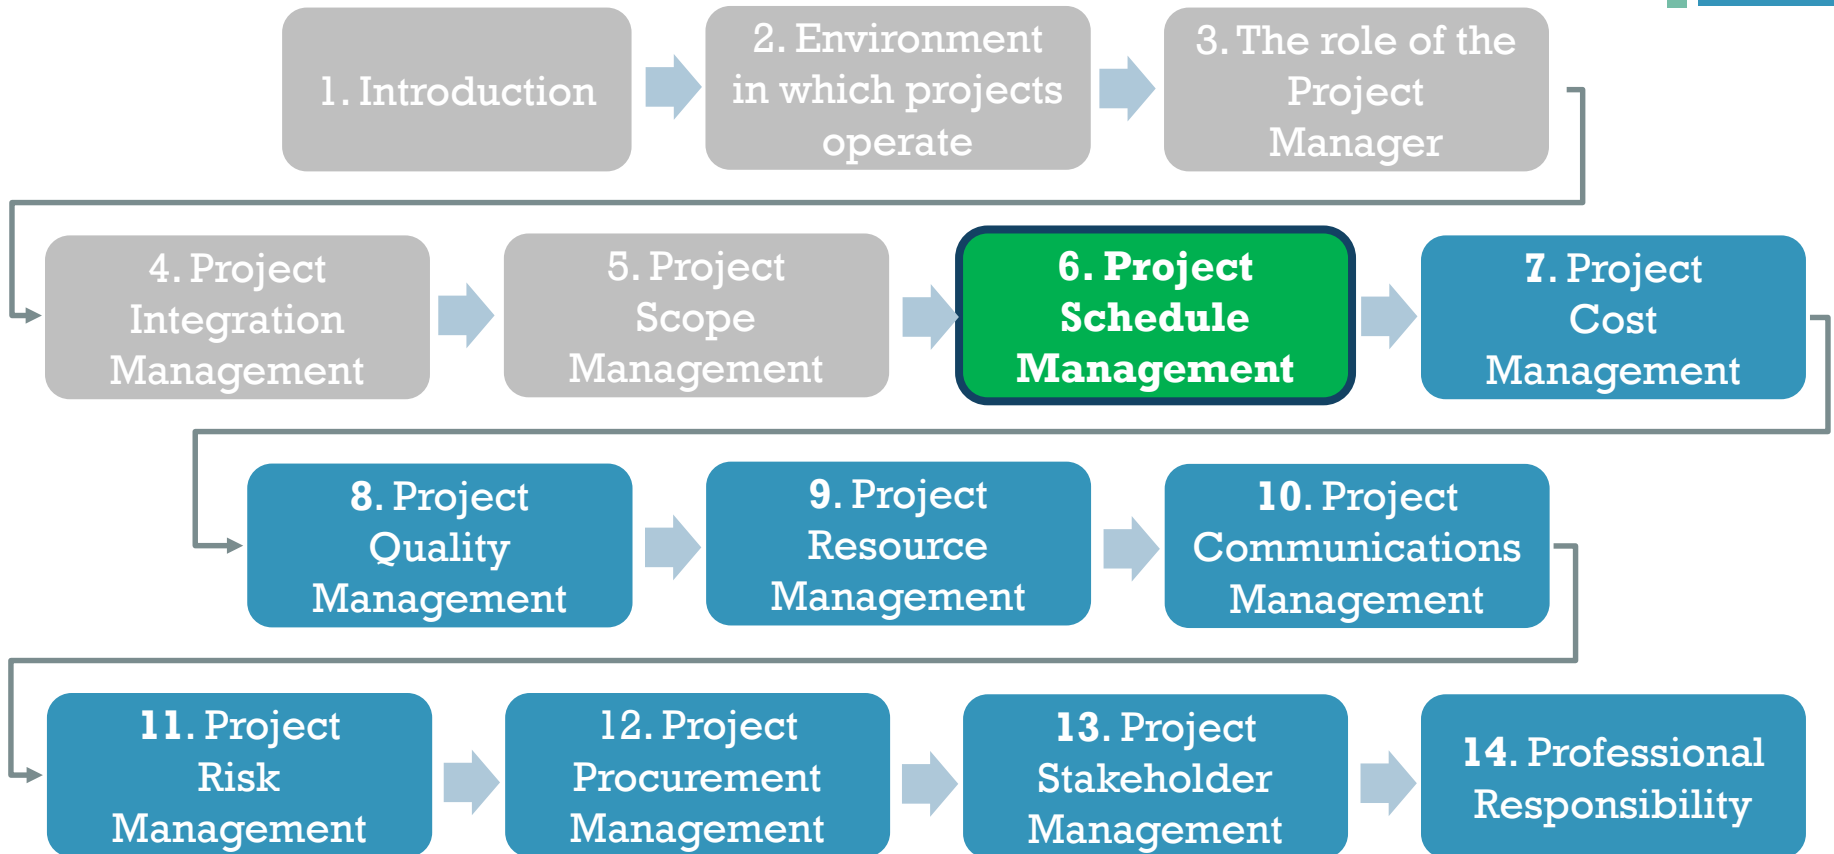 1. Introduction
2. Environment
in which projects
operate
3. The role of the
Project
Manager
4. Project
Integration
Management
5. Project
Scope
Management
6. Project
Schedule
Management
7. Project
Cost
Management
8. Project
Quality
Management
9. Project
Resource
Management
10. Project
Communications
Management
11. Project
Risk
Management
12. Project
Procurement
Management
13. Project
Stakeholder
Management
14. Professional
Responsibility